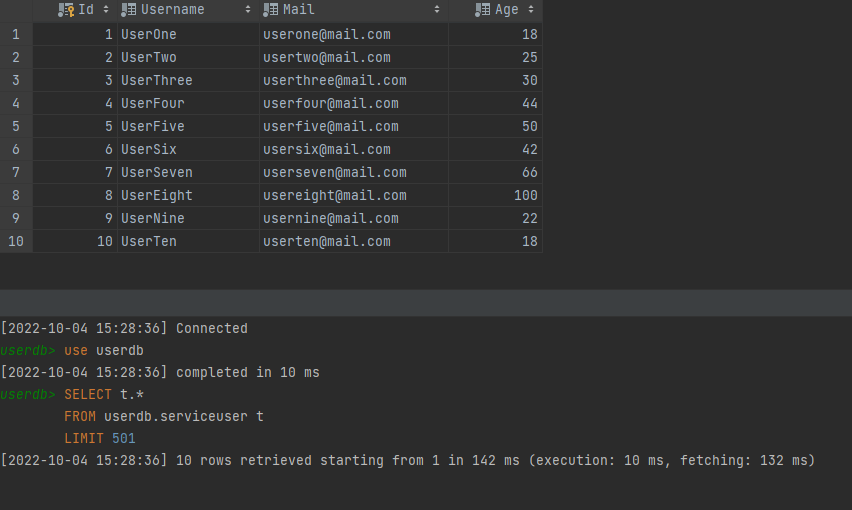 Id Username Mail Age
1 1 UserOne userone@mail.com 18
2 2 UserTwo usertwo@mail.com 25
3 3 UserThree userthree@mail.com 30
4 4 UserFour userfour@mail.com 44
5 5 UserFive userfive@mail.com 50
6 6 UserSix usersix@mail.com 42
7 7 UserSeven userseven@mail.com 66
8 8 UserEight usereight@mail.com 100
9 9 UserNine usernine@mail.com 22
10 10 UserTen userten@mail.com 18
[2022-10-04 15:28:36] Connected
userdb> use userdb
[2022-10-04 15:28:36] completed in 10 ms
userdb> SELECT t.*
FROM userdb.serviceuser t
LIMIT 501
[2022-10-04 15:28:36] 10 rows retrieved starting from 1 in 142 ms (execution: 10 ms, fetching: 132 ms)